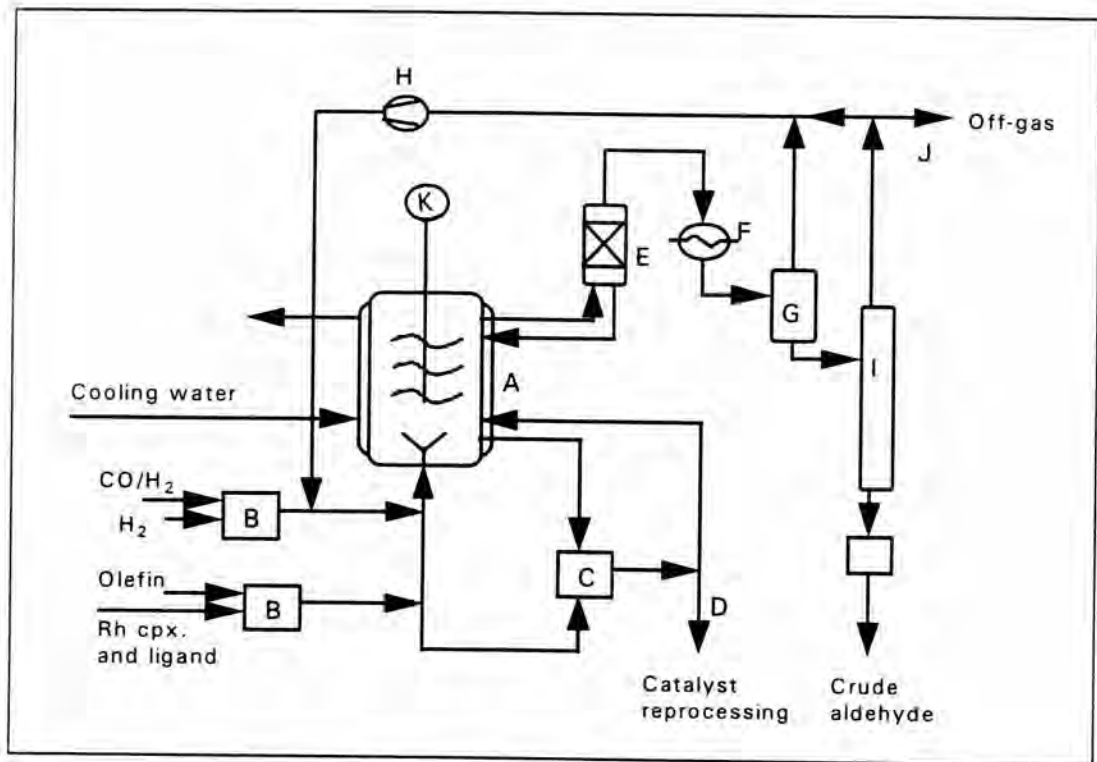 H
Off-gas
J
K
E
F
G
I
A
Cooling water
CO/H₂
H₂
B
Olefin
B
Rh cpx.
and ligand
C
D
Catalyst
reprocessing
Crude
aldehyde